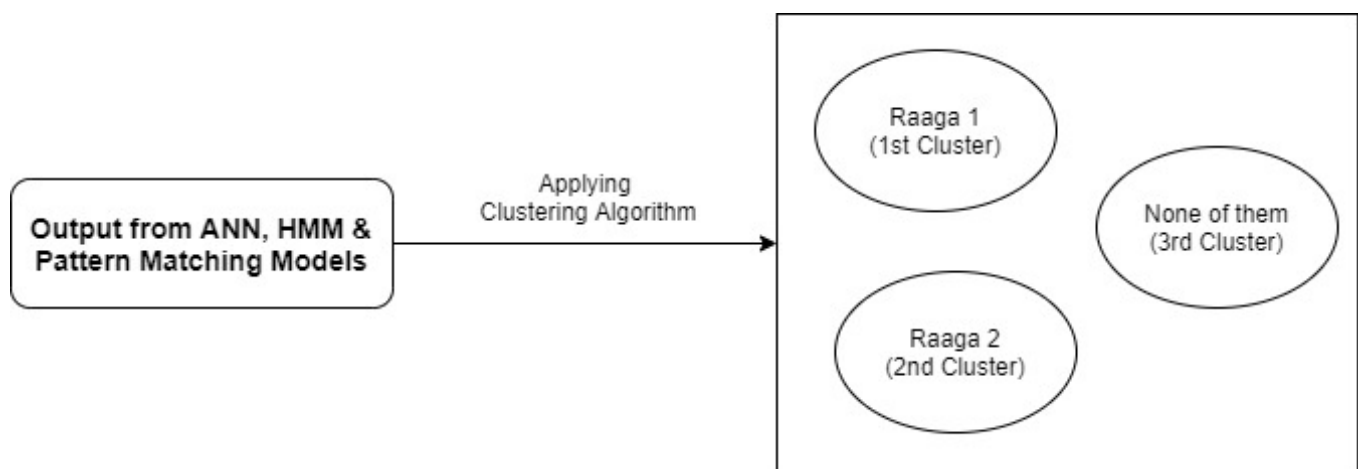 Output from ANN, HMM &
Pattern Matching Models
Applying
Clustering Algorithm
Raaga 1
(1st Cluster)
None of them
(3rd Cluster)
Raaga 2
(2nd Cluster)